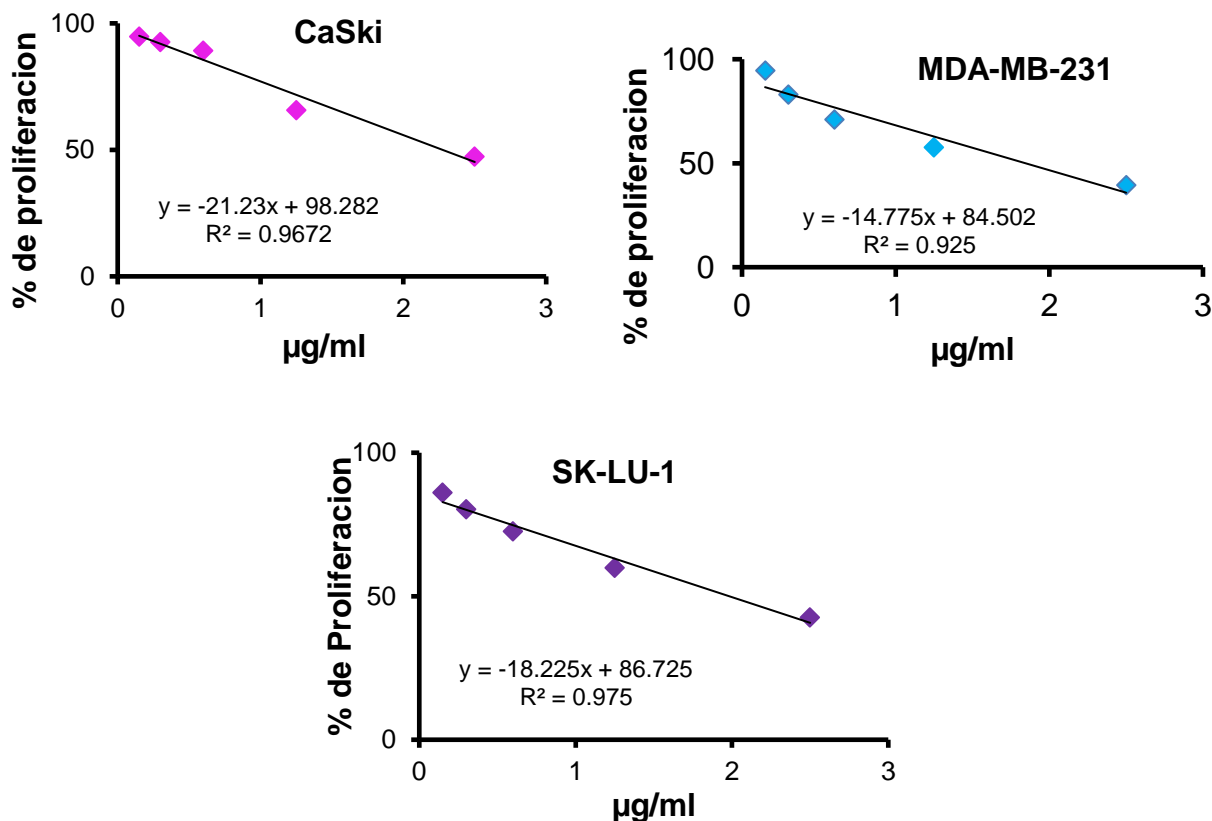 CaSki
% de proliferacion
100
50
0
y = -21.23x + 98.282
R² = 0.9672
0 1 2 3
µg/ml
MDA-MB-231
% de proliferacion
100
50
0
y = -14.775x + 84.502
R² = 0.925
0 1 2 3
µg/ml
SK-LU-1
% de Proliferacion
100
50
0
y = -18.225x + 86.725
R² = 0.975
0 1 2 3
µg/ml